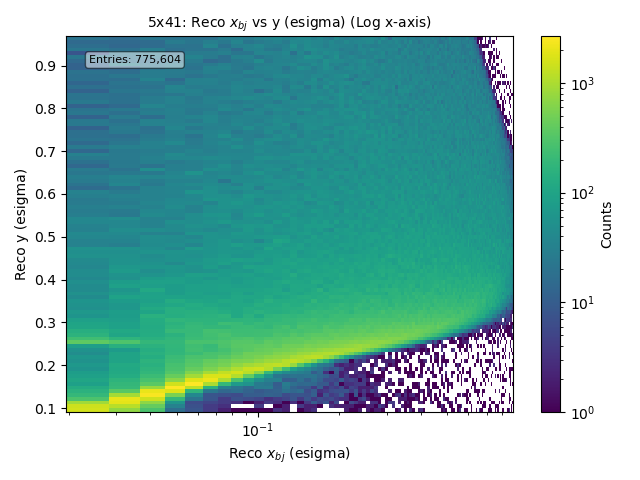 5x41: Reco x_{bj} vs y (esigma) (Log x-axis)
Entries: 775,604
Reco y (esigma)
0.9
0.8
0.7
0.6
0.5
0.4
0.3
0.2
0.1
10^{-1}
Reco x_{bj} (esigma)
10^3
10^2
10^1
10^0
Counts